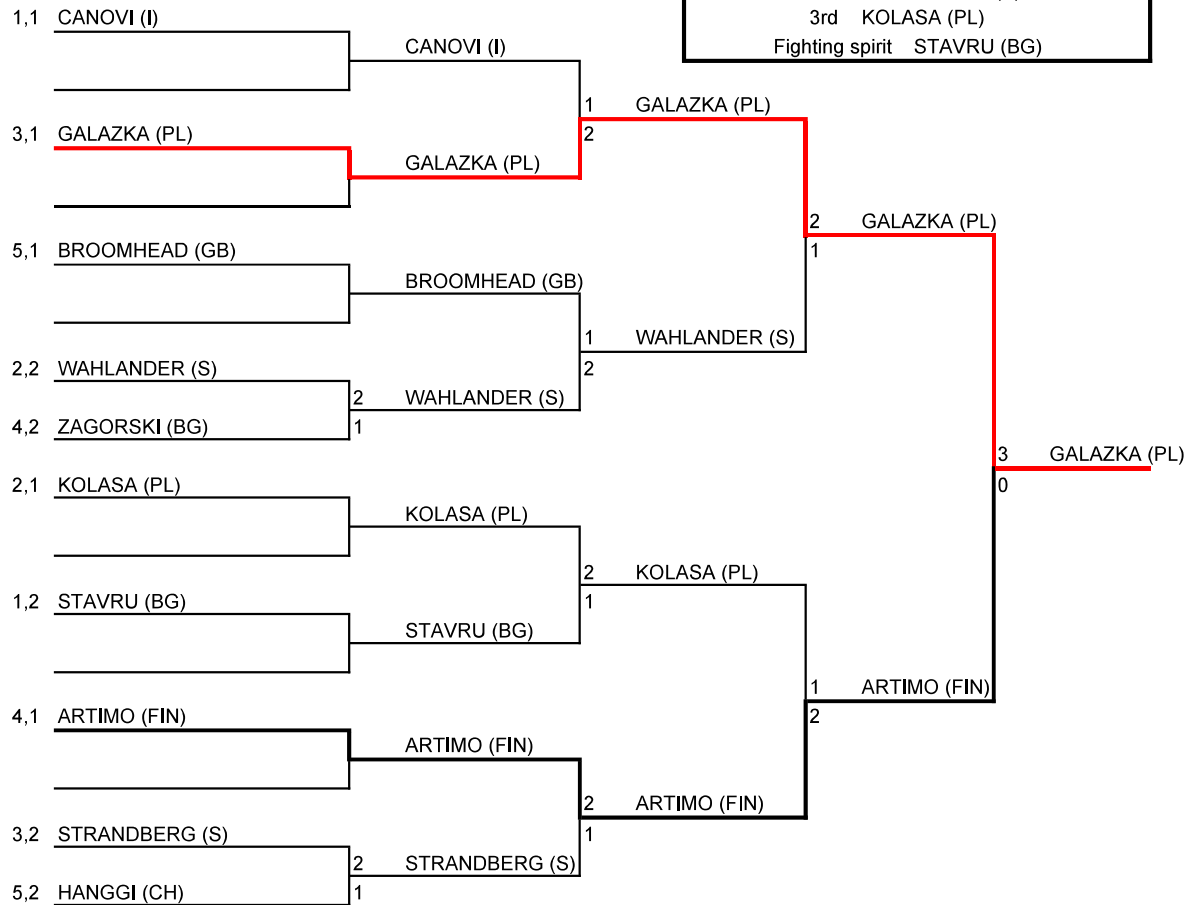 1,1 CANOVI (I)
3rd KOLASA (PL)
CANOVI (I)
Fighting spirit STAVRU (BG)
1 GALAZKA (PL)
3,1 GALAZKA (PL)
2
GALAZKA (PL)
2 GALAZKA (PL)
5,1 BROOMHEAD (GB)
1
BROOMHEAD (GB)
1 WAHLANDER (S)
2,2 WAHLANDER (S)
2
2 WAHLANDER (S)
4,2 ZAGORSKI (BG)
1
3 GALAZKA (PL)
2,1 KOLASA (PL)
0
KOLASA (PL)
2 KOLASA (PL)
1,2 STAVRU (BG)
1
STAVRU (BG)
1 ARTIMO (FIN)
4,1 ARTIMO (FIN)
2
ARTIMO (FIN)
2 ARTIMO (FIN)
3,2 STRANDBERG (S)
1
2 STRANDBERG (S)
5,2 HANGGI (CH)
1